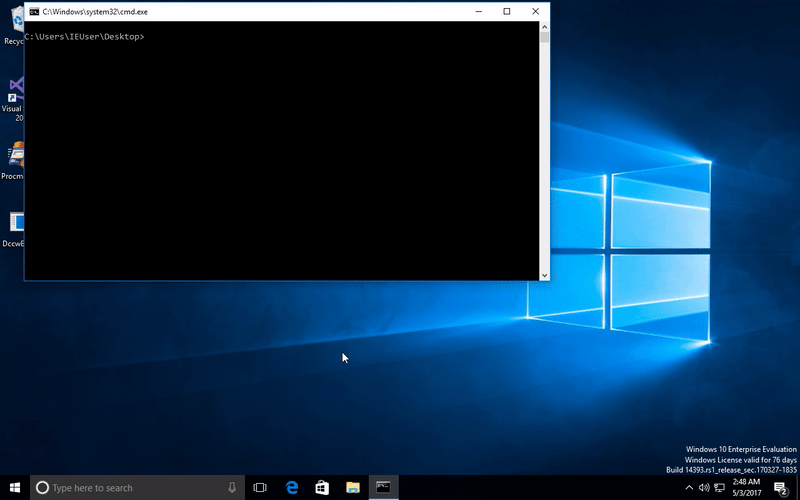 C:\Windows\system32\cmd.exe
C:\Users\IEUser\Desktop>
Recyc
Visual
20
Procm
DccwE
Windows 10 Enterprise Evaluation
Windows License valid for 76 days
Build 14393.rs1_release_sec.170327-1835
Type here to search
2:48 AM
5/3/2017
2